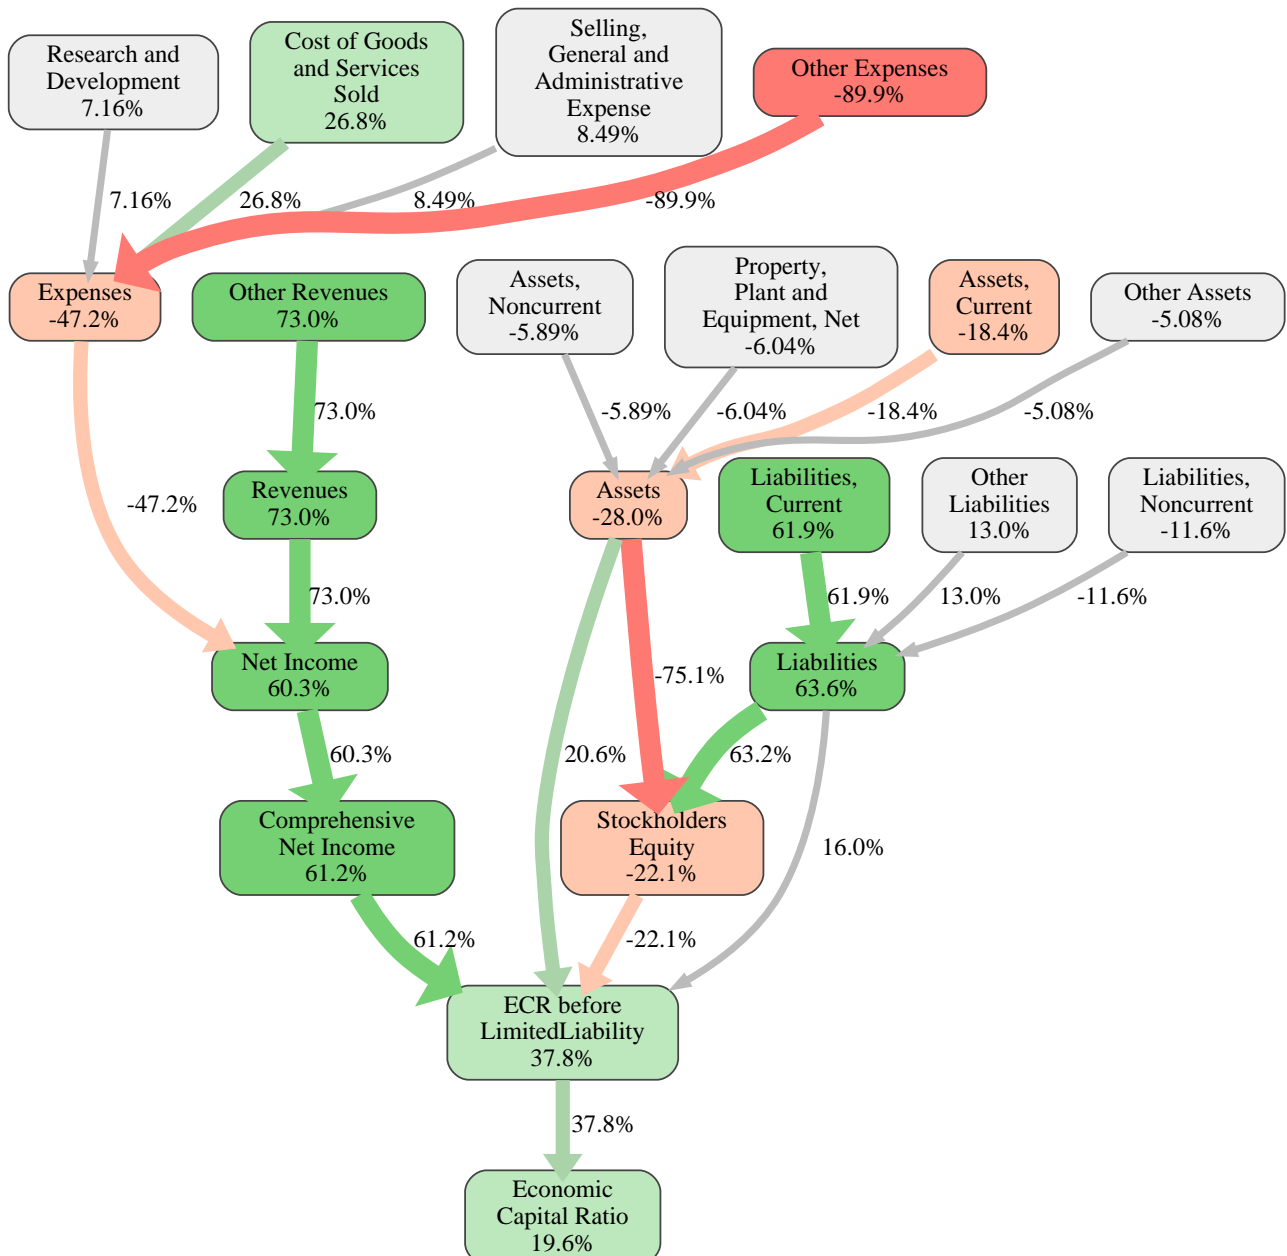 Research and
Development
7.16%
Cost of Goods
and Services
Sold
26.8%
Selling,
General and
Administrative
Expense
8.49%
Other Expenses
-89.9%
7.16%
26.8%
8.49%
-89.9%
Expenses
-47.2%
Other Revenues
73.0%
Assets,
Noncurrent
-5.89%
Property,
Plant and
Equipment, Net
-6.04%
Assets,
Current
-18.4%
Other Assets
-5.08%
73.0%
-5.89%
-6.04%
-18.4%
-5.08%
-47.2%
Revenues
73.0%
Assets
-28.0%
Liabilities,
Current
61.9%
Other
Liabilities
13.0%
Liabilities,
Noncurrent
-11.6%
73.0%
61.9%
13.0%
-11.6%
Net Income
60.3%
-75.1%
Liabilities
63.6%
60.3%
20.6%
63.2%
Comprehensive
Net Income
61.2%
Stockholders
Equity
-22.1%
16.0%
61.2%
-22.1%
ECR before
LimitedLiability
37.8%
37.8%
Economic
Capital Ratio
19.6%